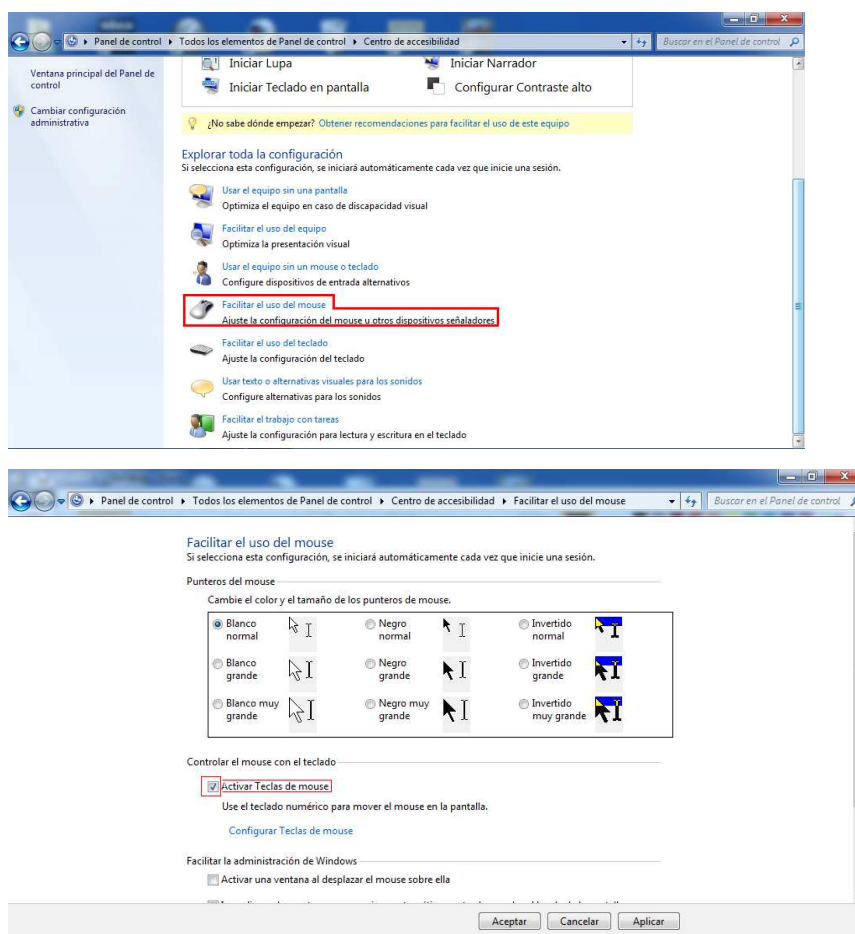 Panel de control ▸ Todos los elementos de Panel de control ▸ Centro de accesibilidad
Buscar en el Panel de control
Ventana principal del Panel de
control
Cambiar configuración
administrativa
Iniciar Lupa
Iniciar Narrador
Iniciar Teclado en pantalla
Configurar Contraste alto
¿No sabe dónde empezar? Obtener recomendaciones para facilitar el uso de este equipo
Explorar toda la configuración
Si selecciona esta configuración, se iniciará automáticamente cada vez que inicie una sesión.
Usar el equipo sin una pantalla
Optimiza el equipo en caso de discapacidad visual
Facilitar el uso del equipo
Optimiza la presentación visual
Usar el equipo sin un mouse o teclado
Configure dispositivos de entrada alternativos
Facilitar el uso del mouse
Ajuste la configuración del mouse u otros dispositivos señaladores
Facilitar el uso del teclado
Ajuste la configuración del teclado
Usar texto o alternativas visuales para los sonidos
Configure alternativas para los sonidos
Facilitar el trabajo con tareas
Ajuste la configuración para lectura y escritura en el teclado
Panel de control ▸ Todos los elementos de Panel de control ▸ Centro de accesibilidad ▸ Facilitar el uso del mouse
Buscar en el Panel de control
Facilitar el uso del mouse
Si selecciona esta configuración, se iniciará automáticamente cada vez que inicie una sesión.
Punteros del mouse
Cambie el color y el tamaño de los punteros de mouse.
Blanco
normal
Negro
normal
Invertido
normal
Blanco
grande
Negro
grande
Invertido
grande
Blanco muy
grande
Negro muy
grande
Invertido
muy grande
Controlar el mouse con el teclado
Activar Teclas de mouse
Use el teclado numérico para mover el mouse en la pantalla.
Configurar Teclas de mouse
Facilitar la administración de Windows
Activar una ventana al desplazar el mouse sobre ella
Aceptar
Cancelar
Aplicar